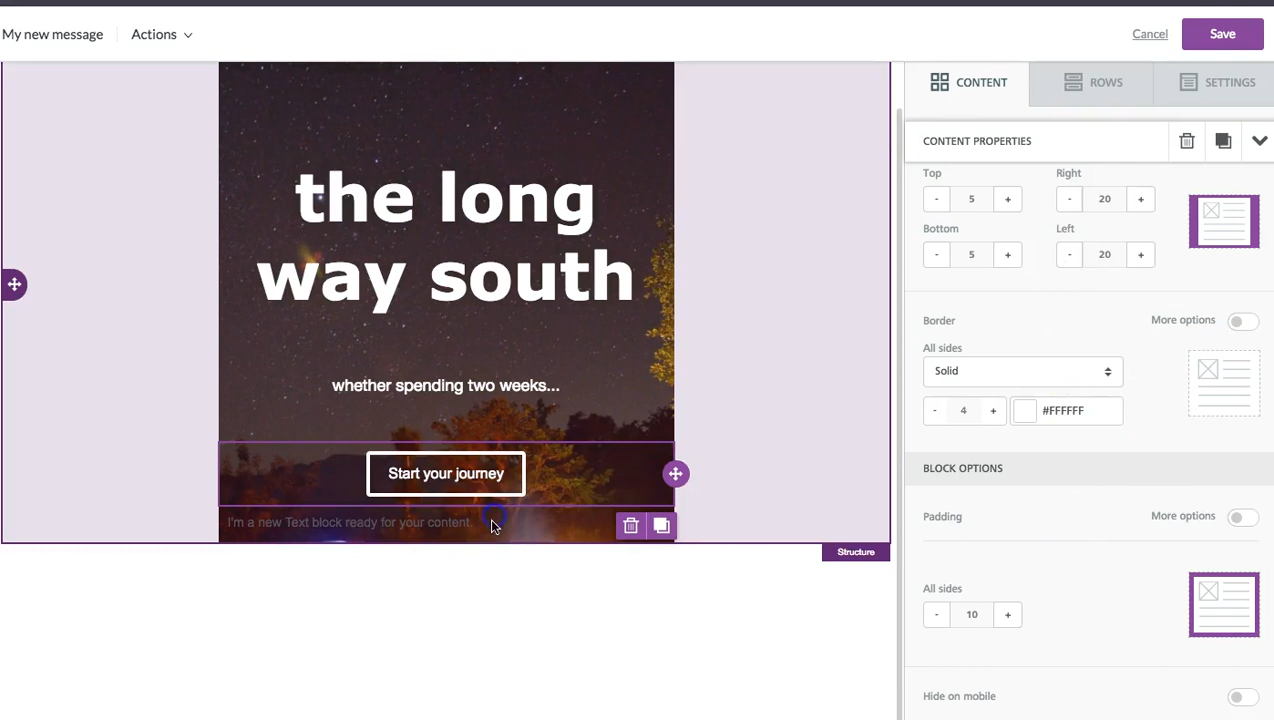 My new message
Actions
Cancel
Save
CONTENT
ROWS
SETTINGS
CONTENT PROPERTIES
Top
Right
- 5 +
- 20 +
Bottom
Left
- 5 +
- 20 +
Border
More options
All sides
Solid
- 4 +
#FFFFFF
BLOCK OPTIONS
Padding
More options
All sides
- 10 +
Hide on mobile
the long
way south
whether spending two weeks...
Start your journey
I'm a new Text block ready for your content.
Structure